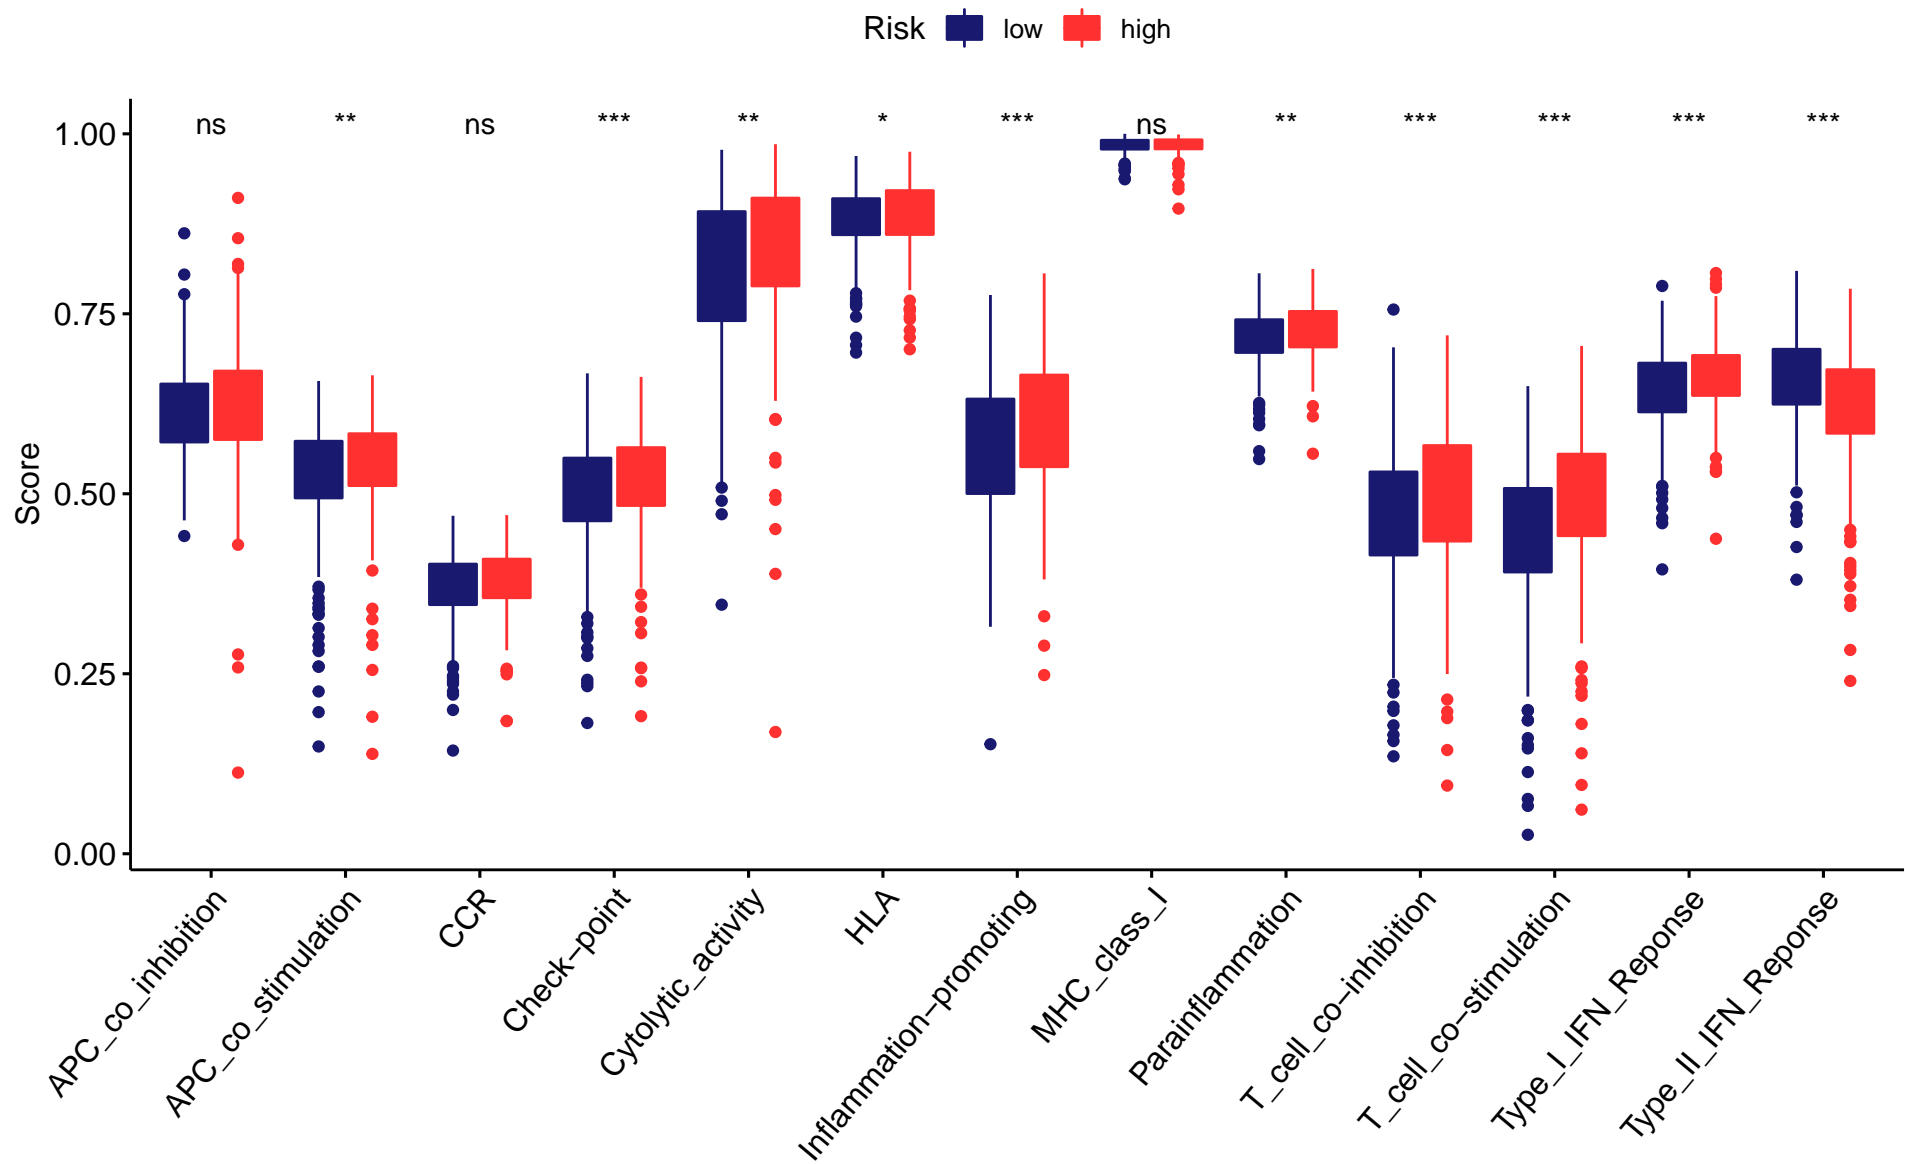 Risk low high
ns ** ns *** ** * *** ns ** *** *** *** ***
1.00
0.75
0.50
0.25
0.00
Score
APC_co_inhibition
APC_co_stimulation
CCR
Check−point
Cytolytic_activity
HLA
Inflammation−promoting
MHC_class_I
Parainflammation
T_cell_co−inhibition
T_cell_co−stimulation
Type_I_IFN_Reponse
Type_II_IFN_Reponse